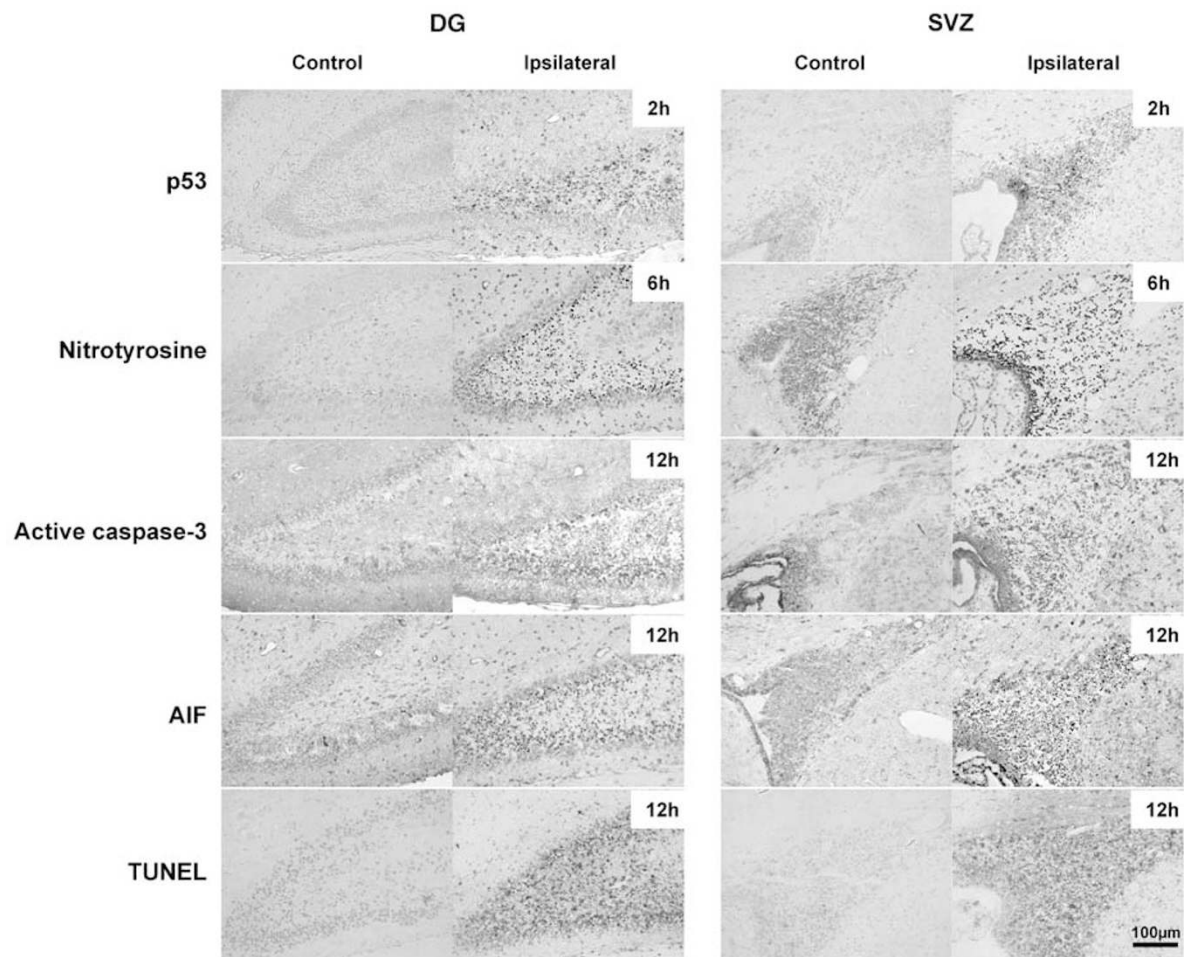 DG SVZ
Control Ipsilateral Control Ipsilateral
p53 2h 2h
Nitrotyrosine 6h 6h
Active caspase-3 12h 12h
AIF 12h 12h
TUNEL 12h 12h
100µm